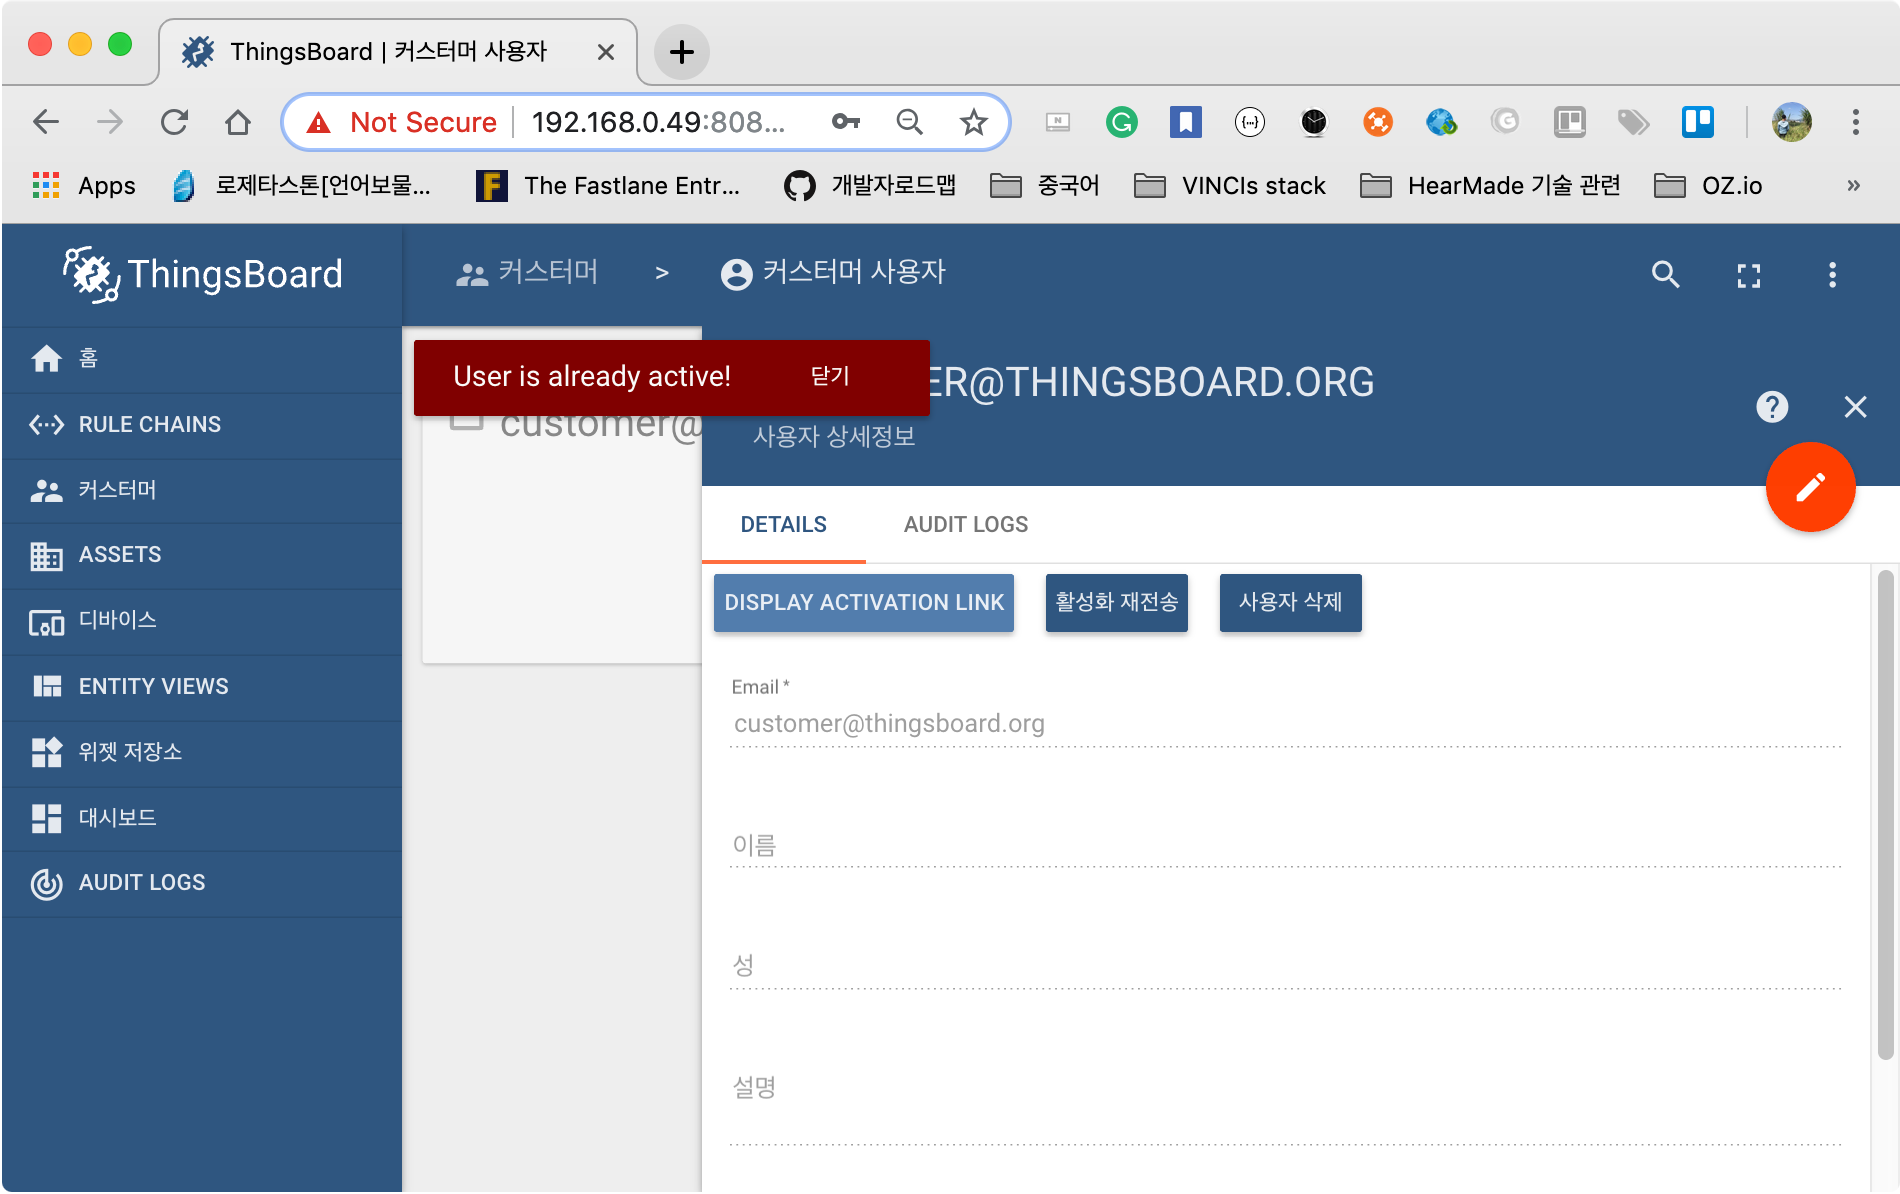 ThingsBoard | 커스터머 사용자
Not Secure 192.168.0.49:808...
Apps 로제타스톤[언어보물... The Fastlane Entr... 개발자로드맵 중국어 VINCIs stack HearMade 기술 관련 OZ.io »
ThingsBoard
커스터머 > 커스터머 사용자
홈
RULE CHAINS
커스터머
ASSETS
디바이스
ENTITY VIEWS
위젯 저장소
대시보드
AUDIT LOGS
User is already active! 닫기
customer@
ER@THINGSBOARD.ORG
사용자 상세정보
DETAILS AUDIT LOGS
DISPLAY ACTIVATION LINK 활성화 재전송 사용자 삭제
Email *
customer@thingsboard.org
이름
성
설명